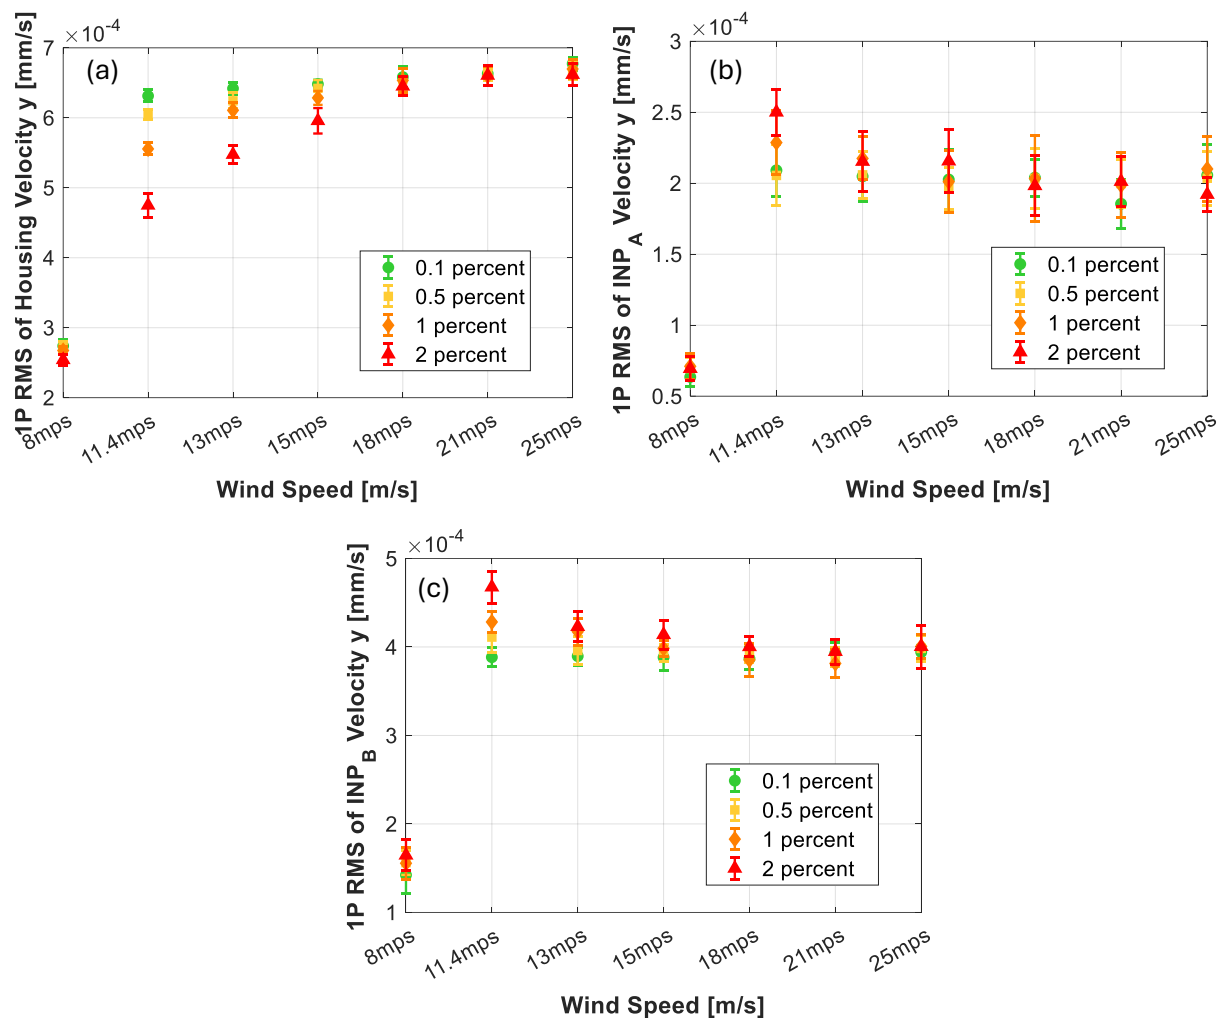 ×10-4
(a)
1P RMS of Housing Velocity y [mm/s]
7
6
5
4
3
2
0.1 percent
0.5 percent
1 percent
2 percent
8mps
11.4mps
13mps
15mps
18mps
21mps
25mps
Wind Speed [m/s]
×10-4
(b)
1P RMS of INPA Velocity y [mm/s]
3
2.5
2
1.5
1
0.5
0.1 percent
0.5 percent
1 percent
2 percent
8mps
11.4mps
13mps
15mps
18mps
21mps
25mps
Wind Speed [m/s]
×10-4
(c)
1P RMS of INPB Velocity y [mm/s]
5
4
3
2
1
0.1 percent
0.5 percent
1 percent
2 percent
8mps
11.4mps
13mps
15mps
18mps
21mps
25mps
Wind Speed [m/s]